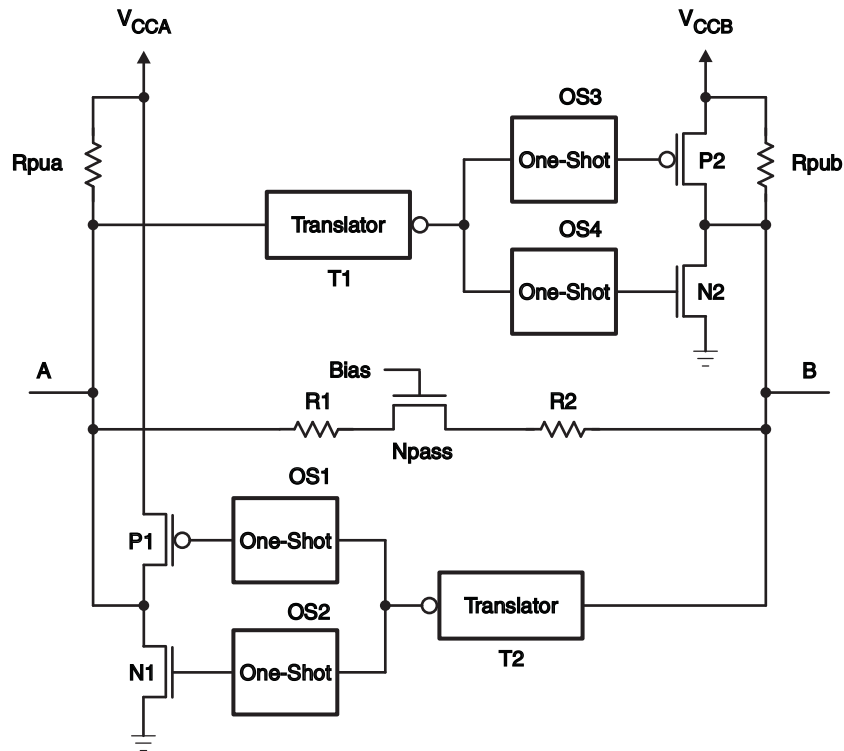 VCCA
VCCB
OS3
Rpua
One-Shot
P2
Rpub
Translator
OS4
T1
One-Shot
N2
A
Bias
B
R1
R2
Npass
OS1
P1
One-Shot
OS2
Translator
N1
One-Shot
T2